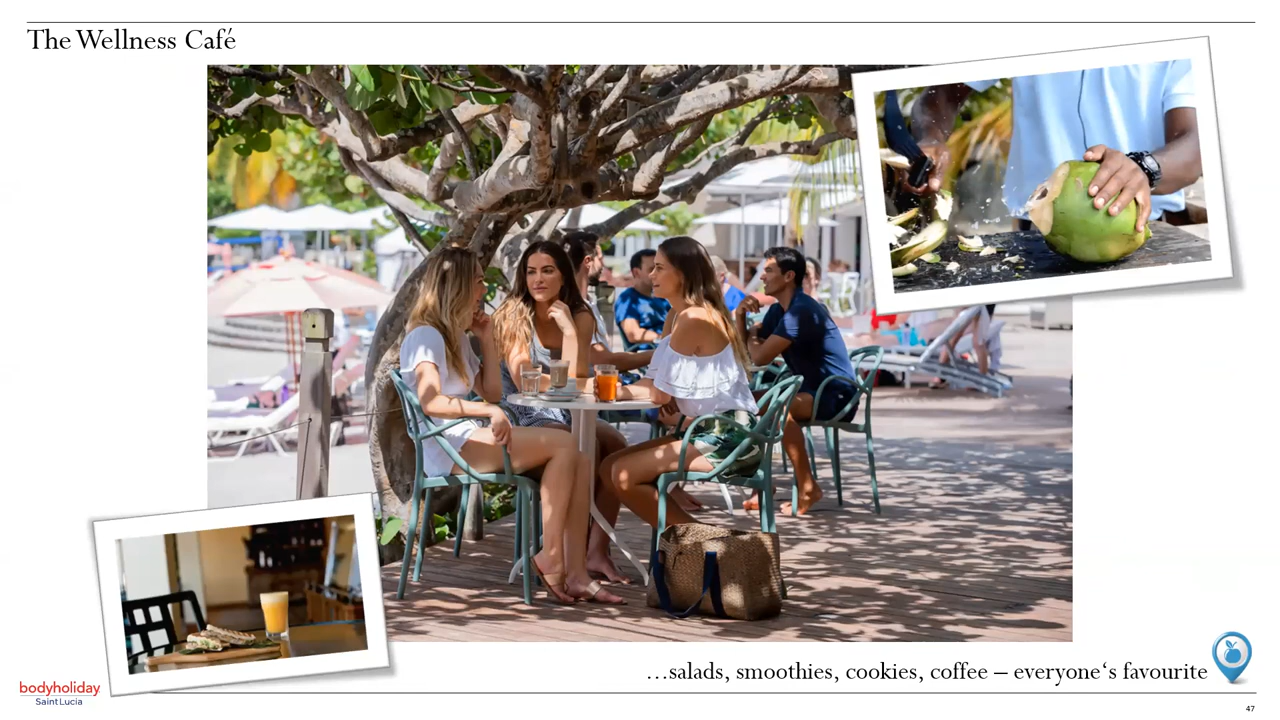 The Wellness Café
…salads, smoothies, cookies, coffee – everyone‘s favourite
bodyholiday
Saint Lucia
47